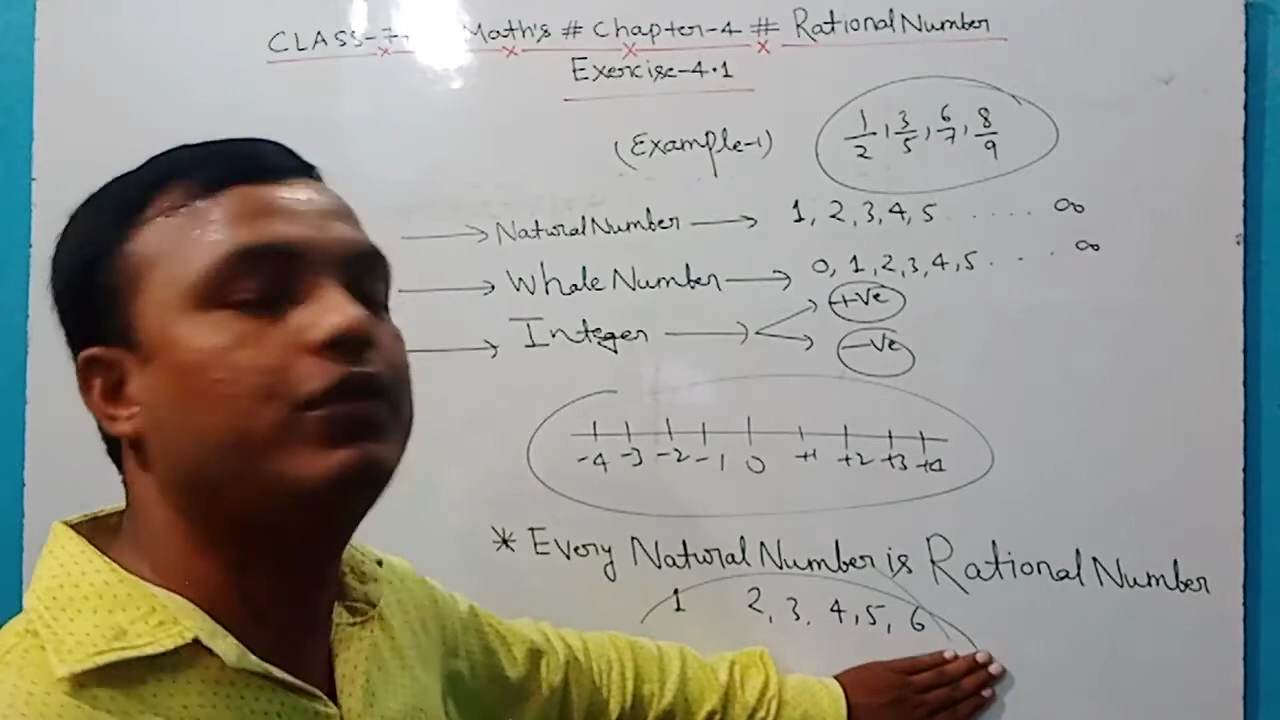 CLASS-7 Math's # Chapter-4 # Rational Number
Exercise-4.1
(Example-1) 1/2, 3/5, 6/7, 8/9
→ Natural Number → 1, 2, 3, 4, 5 ...... ∞
→ Whole Number → 0, 1, 2, 3, 4, 5 . . . ∞
→ Integer → +ve
-ve
-4 -3 -2 -1 0 +1 +2 +3 +4
* Every Natural Number is Rational Number
1 2, 3, 4, 5, 6